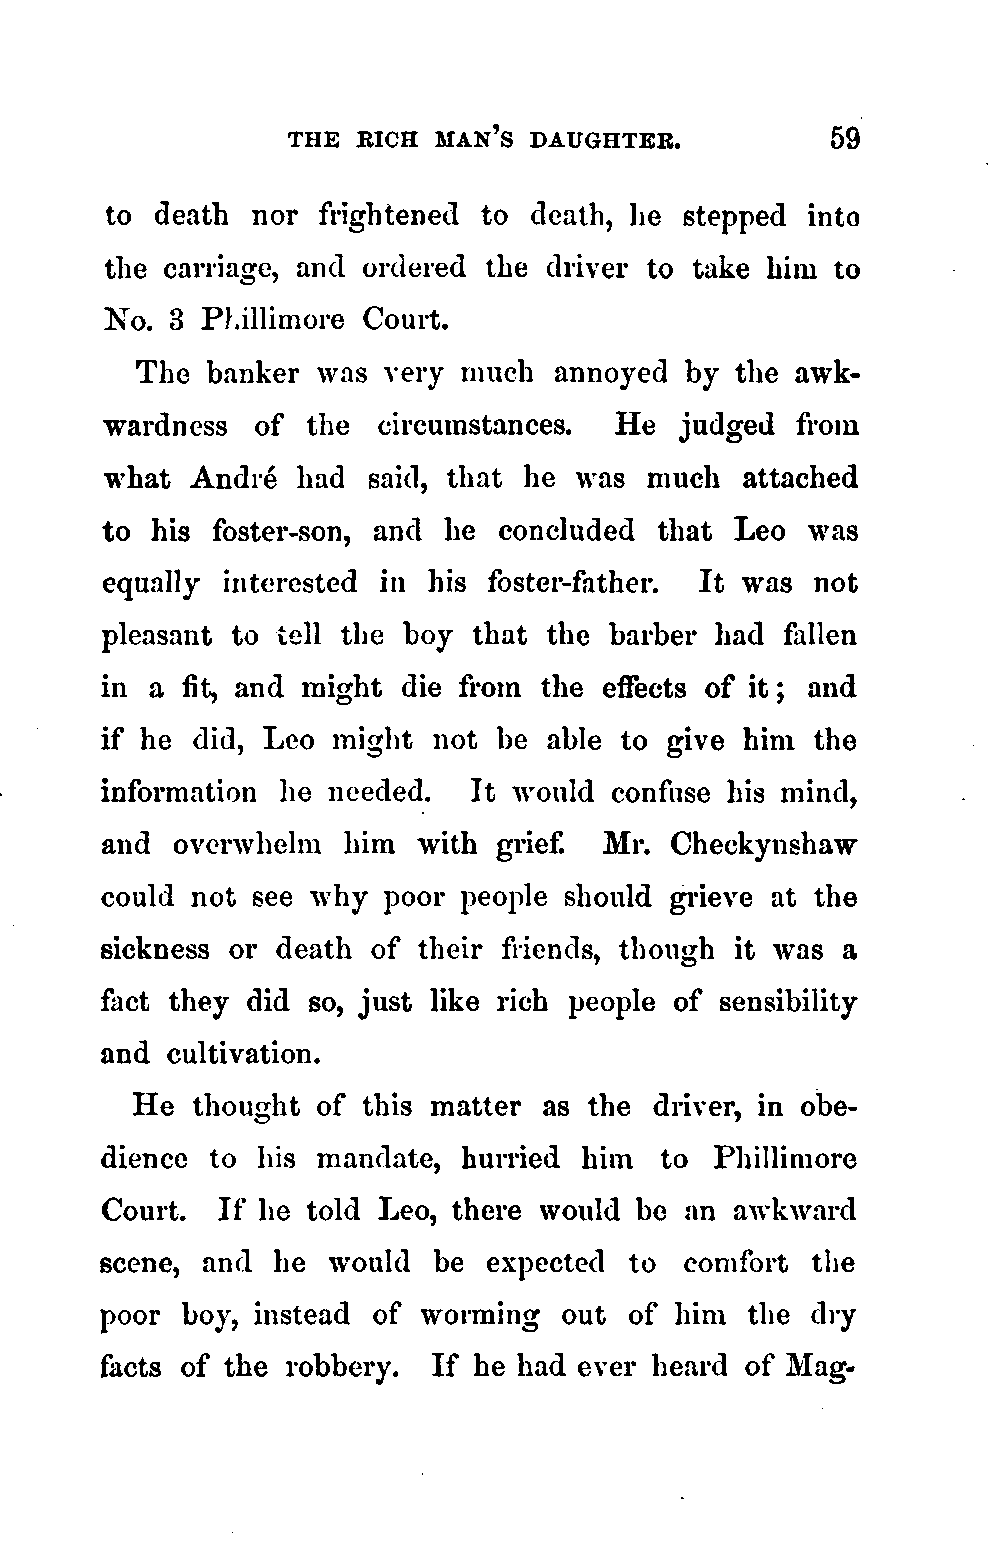 THE RICH MAN'S DAUGHTER. 59
to death nor frightened to death, he stepped into
the carriage, and ordered the driver to take him to
No. 3 Phillimore Court.
The banker was very much annoyed by the awk-
wardness of the circumstances. He judged from
what André had said, that he was much attached
to his foster-son, and he concluded that Leo was
equally interested in his foster-father. It was not
pleasant to tell the boy that the barber had fallen
in a fit, and might die from the effects of it; and
if he did, Leo might not be able to give him the
information he needed. It would confuse his mind,
and overwhelm him with grief. Mr. Checkynshaw
could not see why poor people should grieve at the
sickness or death of their friends, though it was a
fact they did so, just like rich people of sensibility
and cultivation.
He thought of this matter as the driver, in obe-
dience to his mandate, hurried him to Phillimore
Court. If he told Leo, there would be an awkward
scene, and he would be expected to comfort the
poor boy, instead of worming out of him the dry
facts of the robbery. If he had ever heard of Mag-